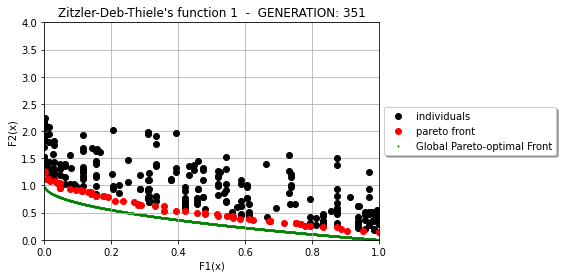 Zitzler-Deb-Thiele's function 1 - GENERATION: 351
4.0
3.5
3.0
2.5
2.0
1.5
1.0
0.5
0.0
F2(x)
0.0 0.2 0.4 0.6 0.8 1.0
F1(x)
individuals
pareto front
Global Pareto-optimal Front